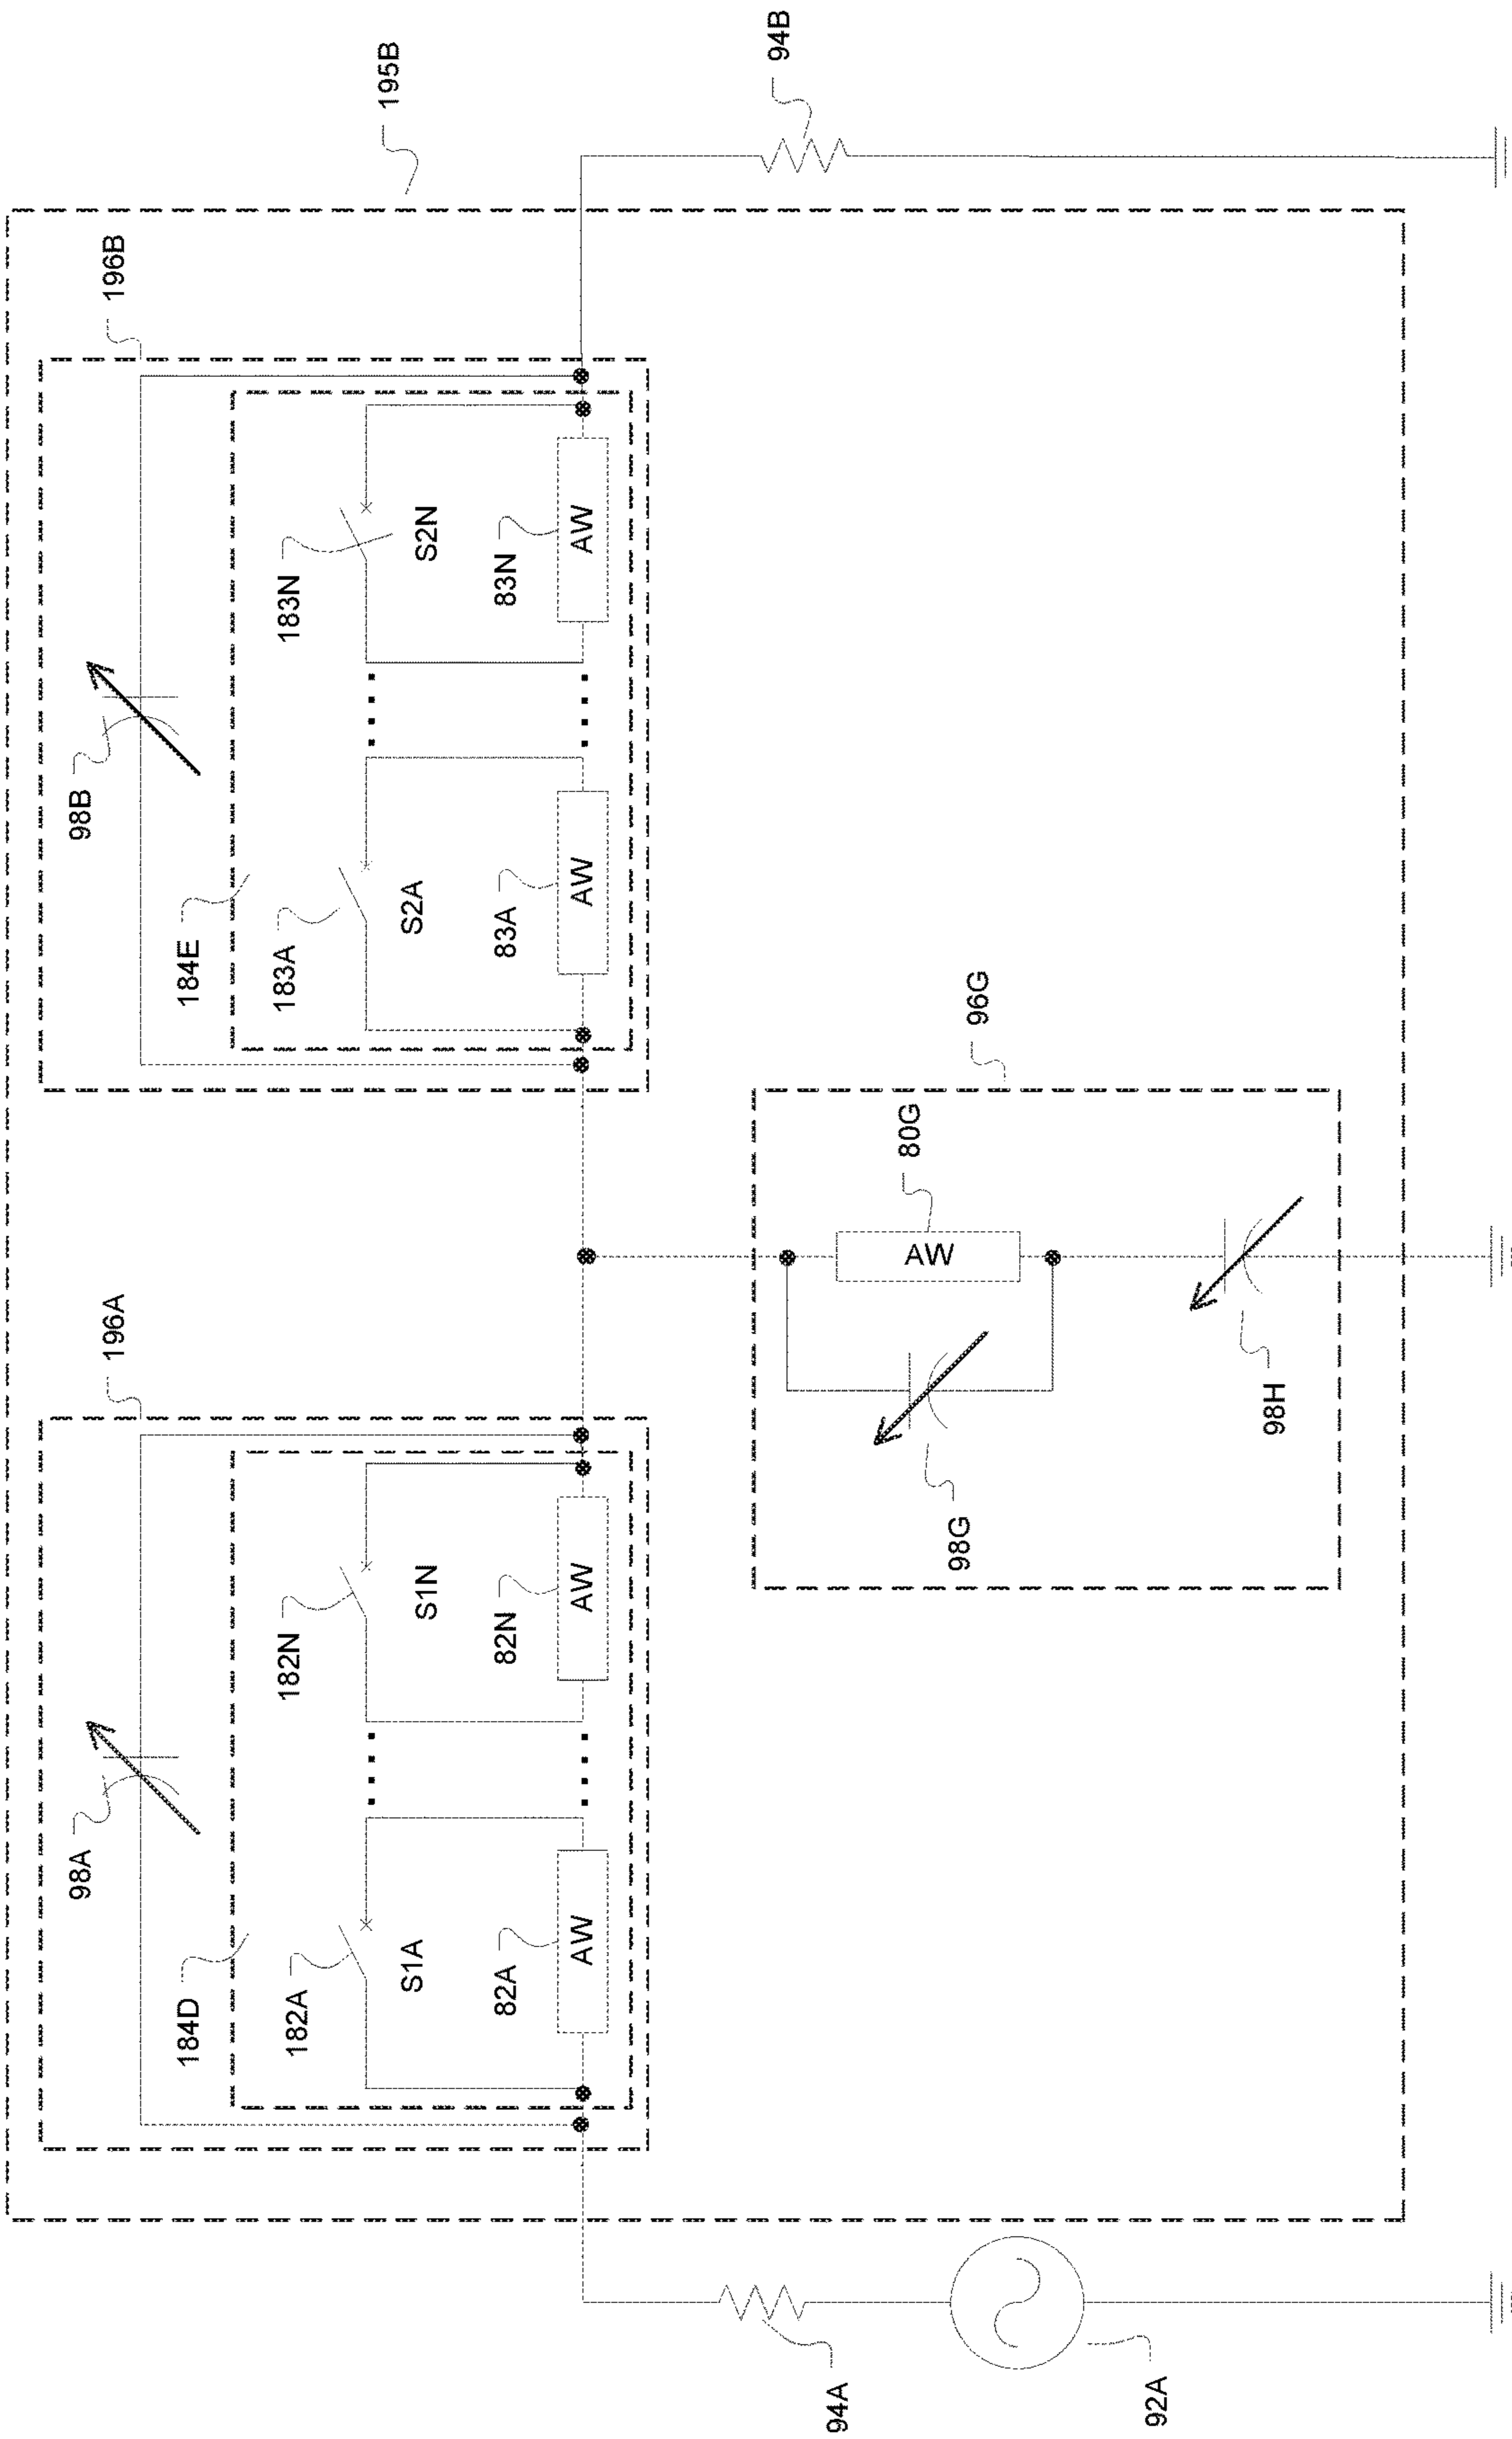 195B
196A
196B
98A
98B
184D
184E
182A
182N
183A
183N
S1A
S1N
S2A
S2N
82A
82N
83A
83N
AW
AW
AW
AW
94B
96G
80G
AW
98G
98H
94A
92A